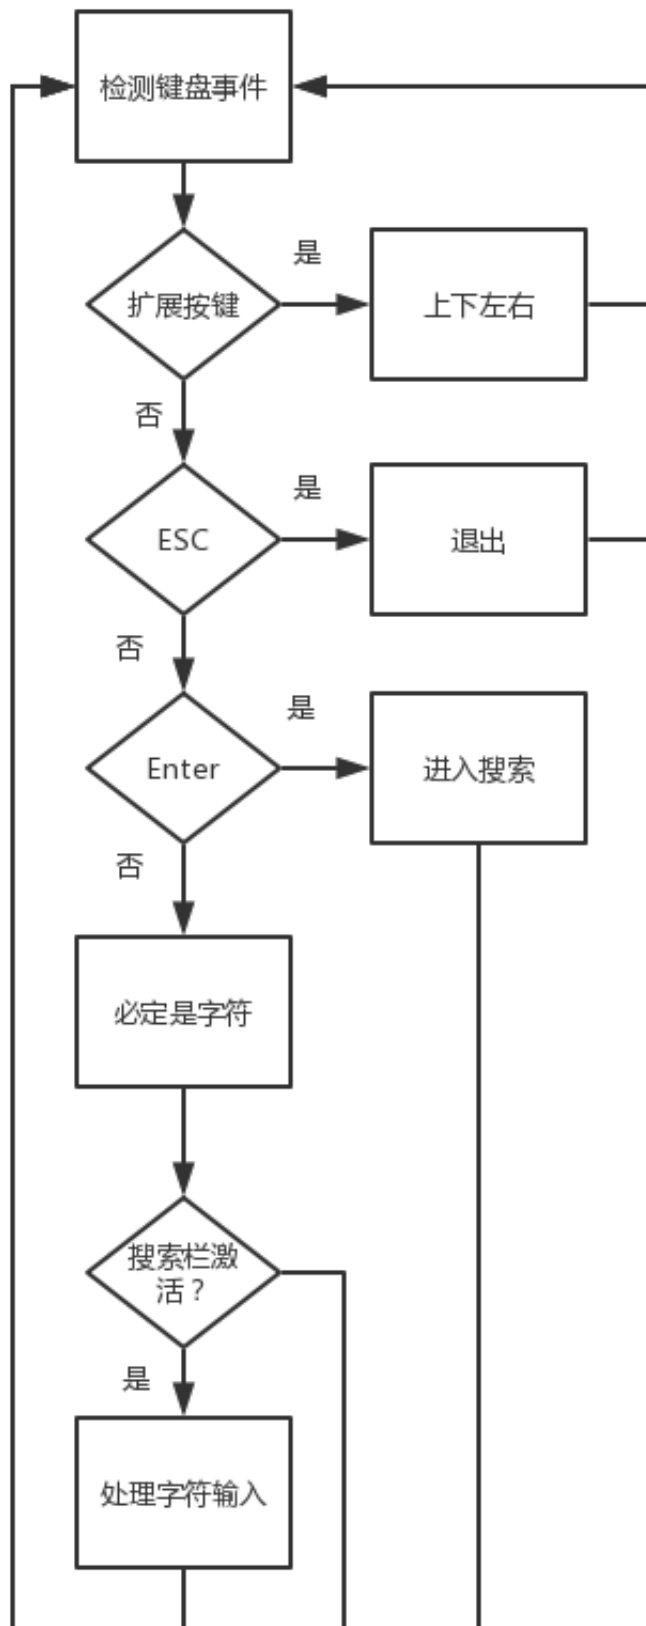 检测键盘事件
扩展按键
是
上下左右
否
ESC
是
退出
否
Enter
是
进入搜索
否
必定是字符
搜索栏激
活？
是
处理字符输入